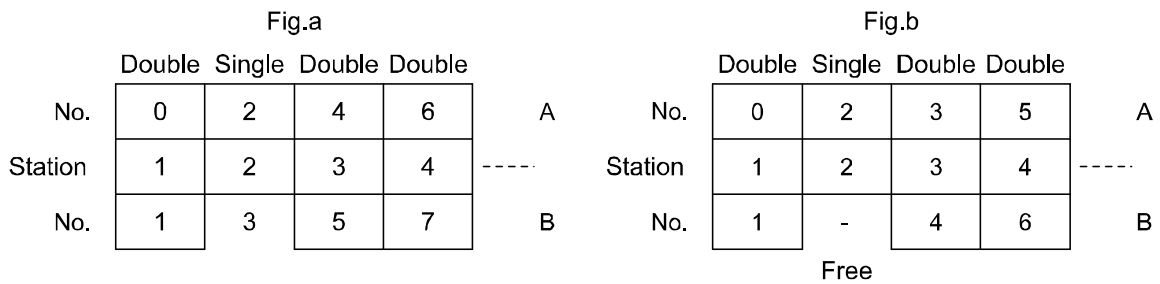 Fig.a
Double Single Double Double
No. 0 2 4 6 A
Station 1 2 3 4 -----
No. 1 3 5 7 B
Fig.b
Double Single Double Double
No. 0 2 3 5 A
Station 1 2 3 4 -----
No. 1 - 4 6 B
Free